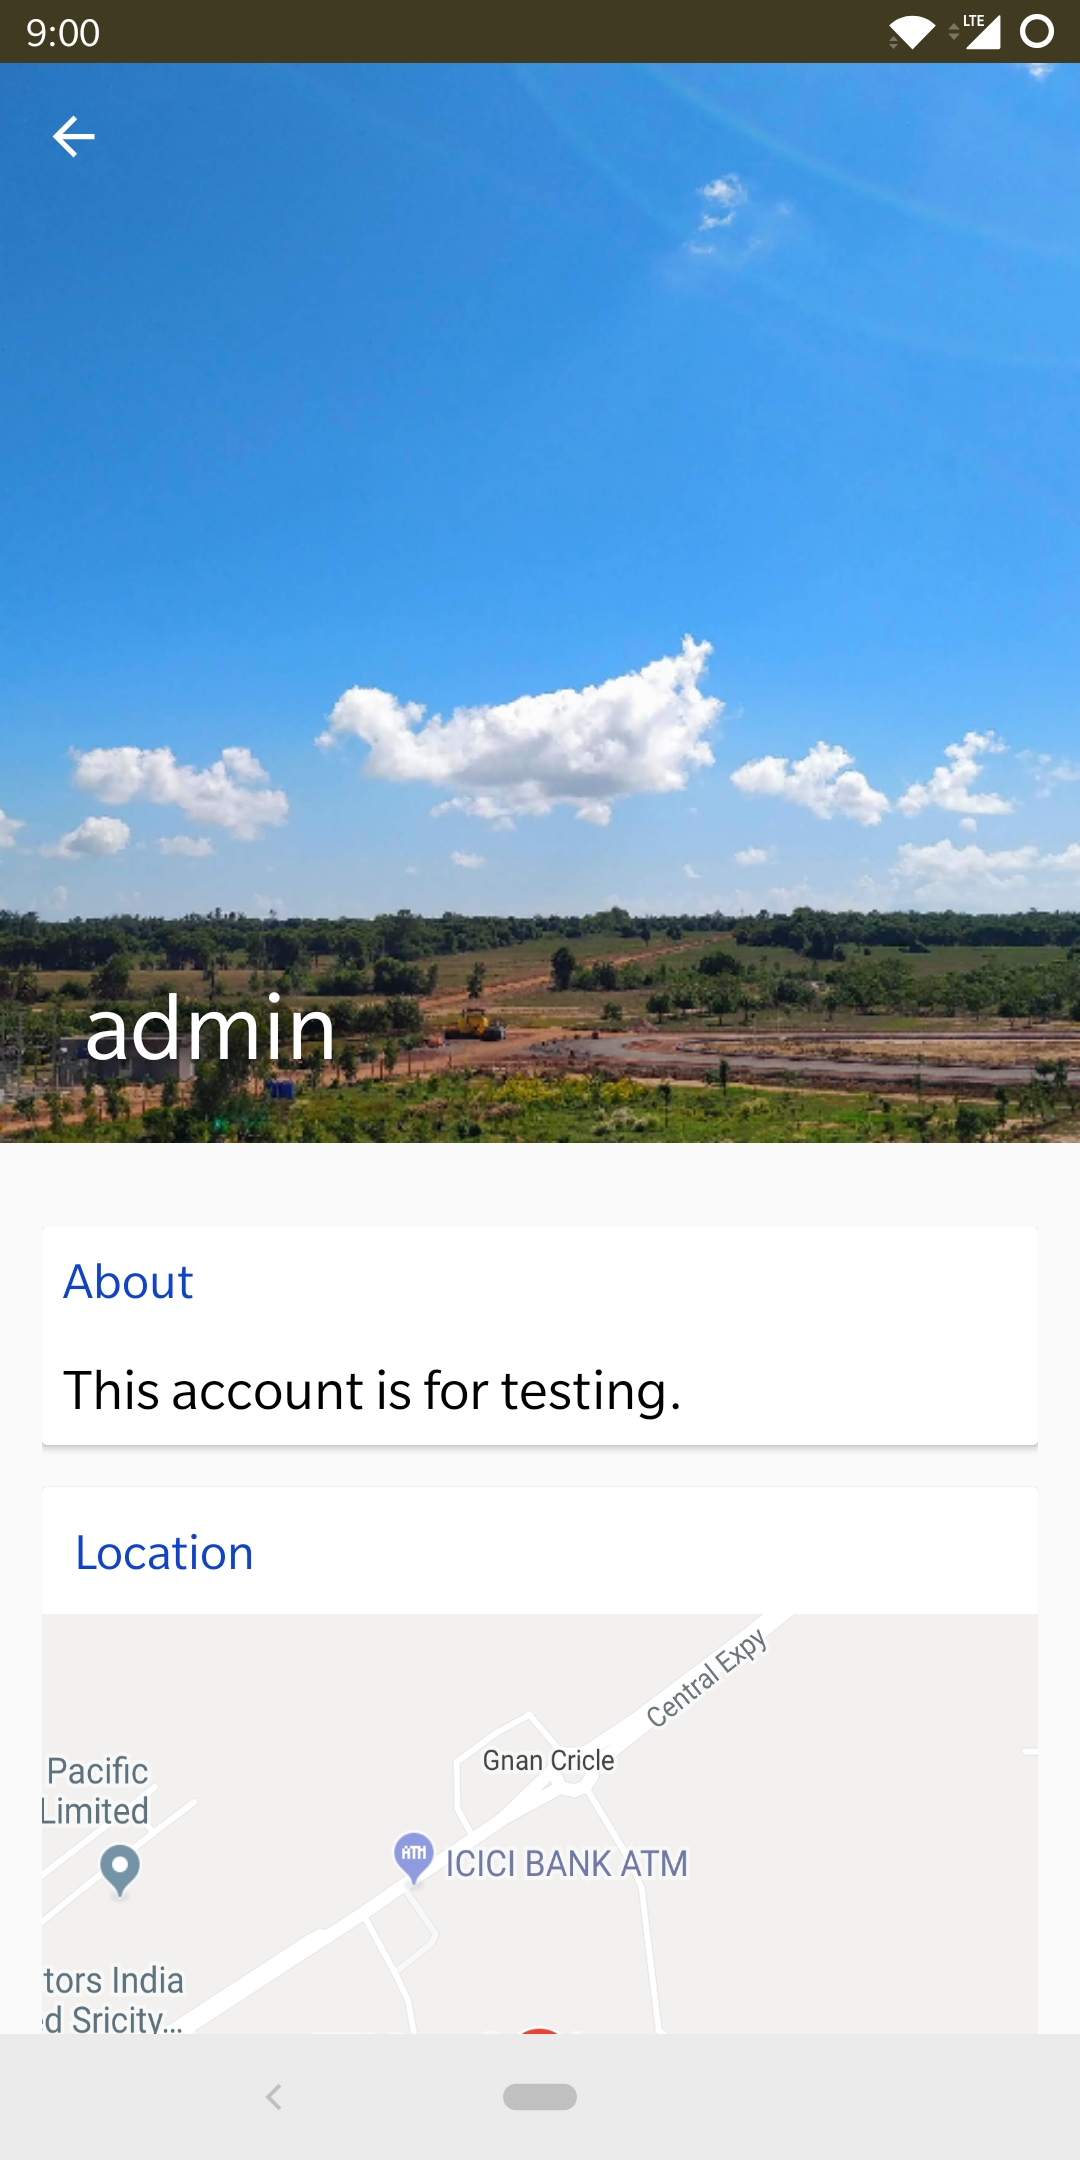 9:00
LTE
admin
About
This account is for testing.
Location
Central Expy
Gnan Cricle
Pacific
Limited
ATM
ICICI BANK ATM
tors India
d Sricity...